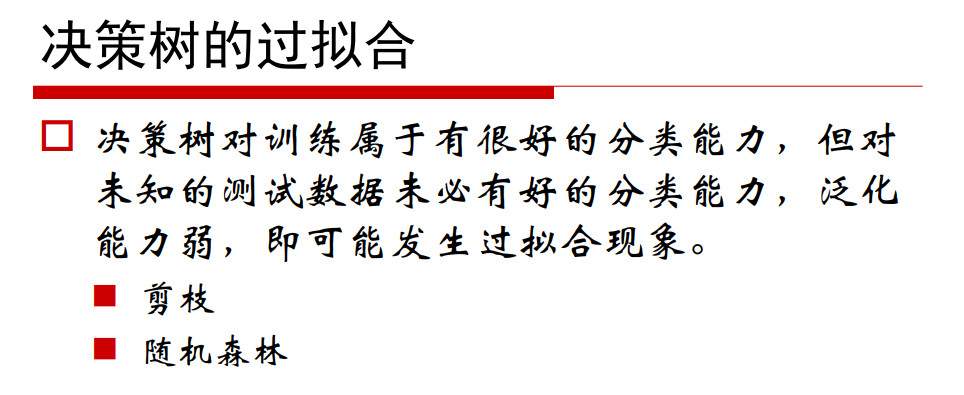 决策树的过拟合
决策树对训练属于有很好的分类能力，但对
未知的测试数据未必有好的分类能力，泛化
能力弱，即可能发生过拟合现象。
剪枝
随机森林